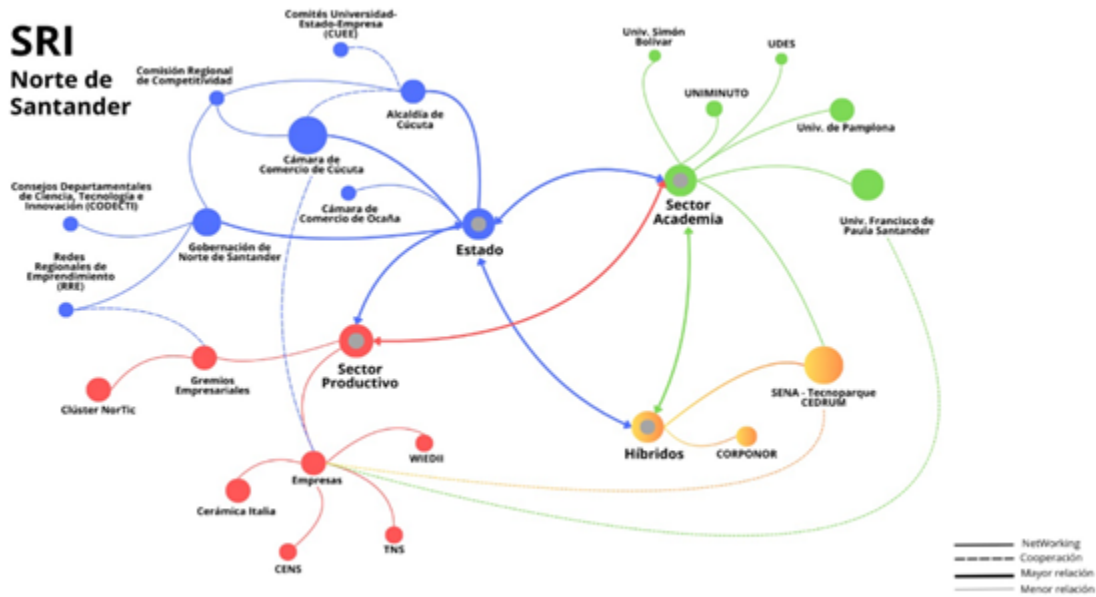 SRI
Norte de
Santander
Comités Universidad-
Estado-Empresa
(CUEE)
Comisión Regional
de Competitividad
Alcaldía de
Cúcuta
Cámara de
Comercio de Cúcuta
Consejos Departamentales
de Ciencia, Tecnología e
Innovación (CODECTI)
Cámara de
Comercio de Ocaña
Gobernación de
Norte de Santander
Redes
Regionales de
Emprendimiento
(RRE)
Estado
Univ. Simón
Bolívar
UDES
UNIMINUTO
Univ. de Pamplona
Sector
Academia
Univ. Francisco de
Paula Santander
Sector
Productivo
Gremios
Empresariales
Clúster NorTic
SENA - Tecnoparque
CEDRUM
Híbridos
CORPONOR
WIEDII
Empresas
Cerámica Italia
TNS
CENS
NetWorking
Cooperación
Mayor relación
Menor relación